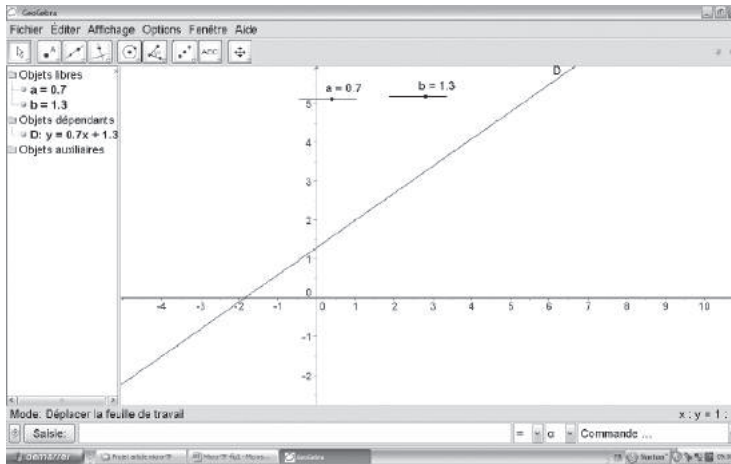 GeoGebra
Fichier Éditer Affichage Options Fenêtre Aide
A
ABC
Objets libres
a = 0.7
b = 1.3
Objets dépendants
D: y = 0.7x + 1.3
Objets auxiliaires
D
a = 0.7
b = 1.3
5
4
3
2
1
0
-4 -3 -2 -1 0 1 2 3 4 5 6 7 8 9 10
-1
-2
Mode: Déplacer la feuille de travail
x : y = 1 :
Saisie:
= α Commande ...
démarrer
GeoGebra
Norton